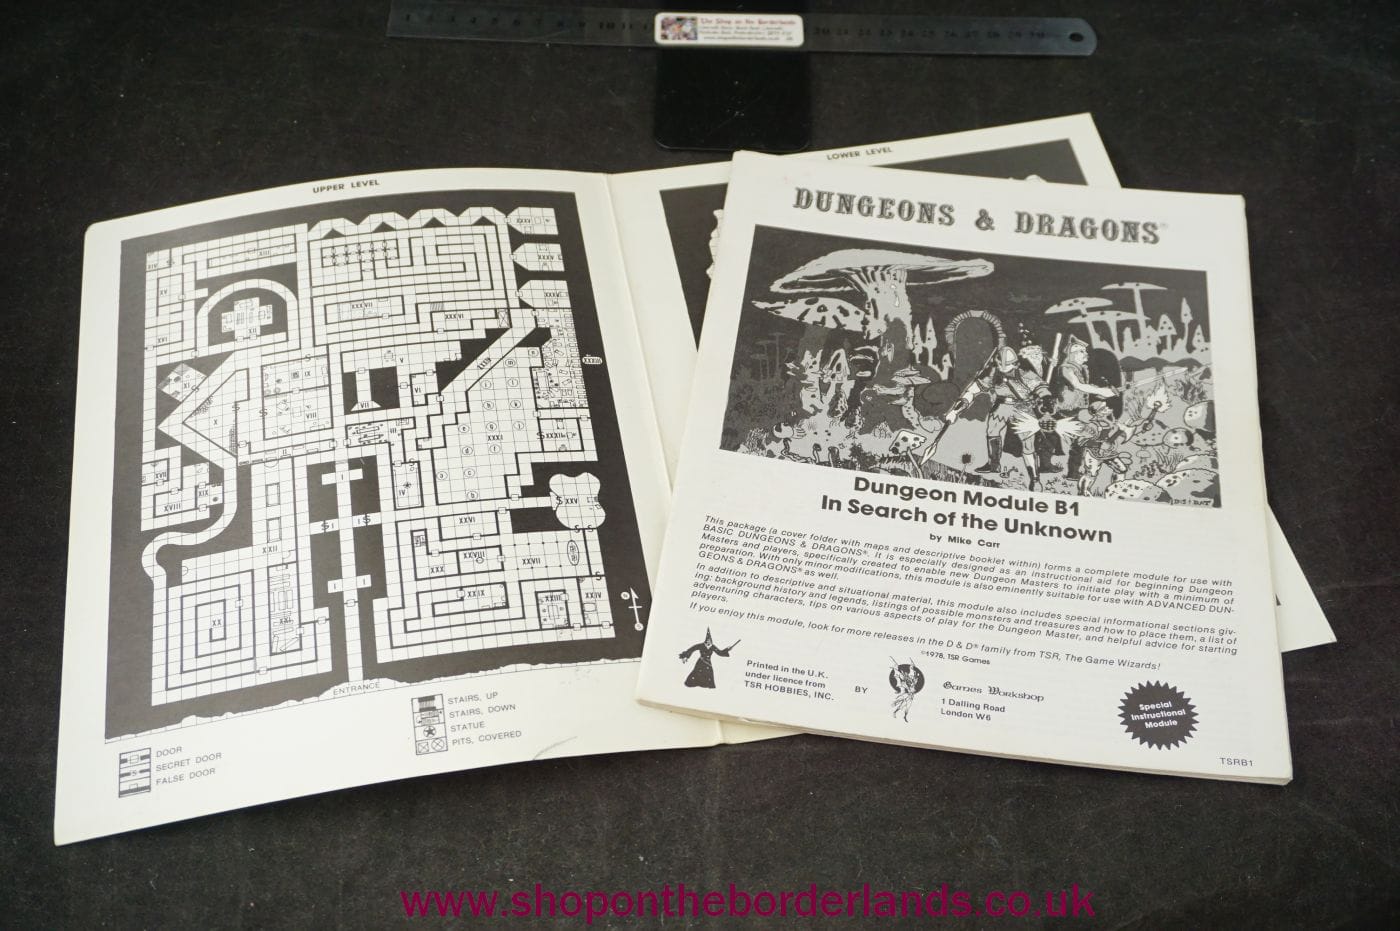 The Shop on the Borderlands
www.shopontheborderlands.co.uk
UPPER LEVEL
LOWER LEVEL
ENTRANCE
DOOR
SECRET DOOR
FALSE DOOR
STAIRS, UP
STAIRS, DOWN
STATUE
PITS, COVERED
DUNGEONS & DRAGONS®
Dungeon Module B1
In Search of the Unknown
by Mike Carr
This package (a cover folder with maps and descriptive booklet within) forms a complete module for use with
BASIC DUNGEONS & DRAGONS®. It is especially designed as an instructional aid for beginning Dungeon
Masters and players, specifically created to enable new Dungeon Masters to initiate play with a minimum of
preparation. With only minor modifications, this module is also eminently suitable for use with ADVANCED DUN-
GEONS & DRAGONS® as well.
In addition to descriptive and situational material, this module also includes special informational sections giv-
ing: background history and legends, listings of possible monsters and treasures and how to place them, a list of
adventuring characters, tips on various aspects of play for the Dungeon Master, and helpful advice for starting
players.
If you enjoy this module, look for more releases in the D & D® family from TSR, The Game Wizards!
©1978, TSR Games
Printed in the U.K.
under licence from
TSR HOBBIES, INC.
BY
Games Workshop
1 Dalling Road
London W6
Special
Instructional
Module
TSRB1
www.shopontheborderlands.co.uk